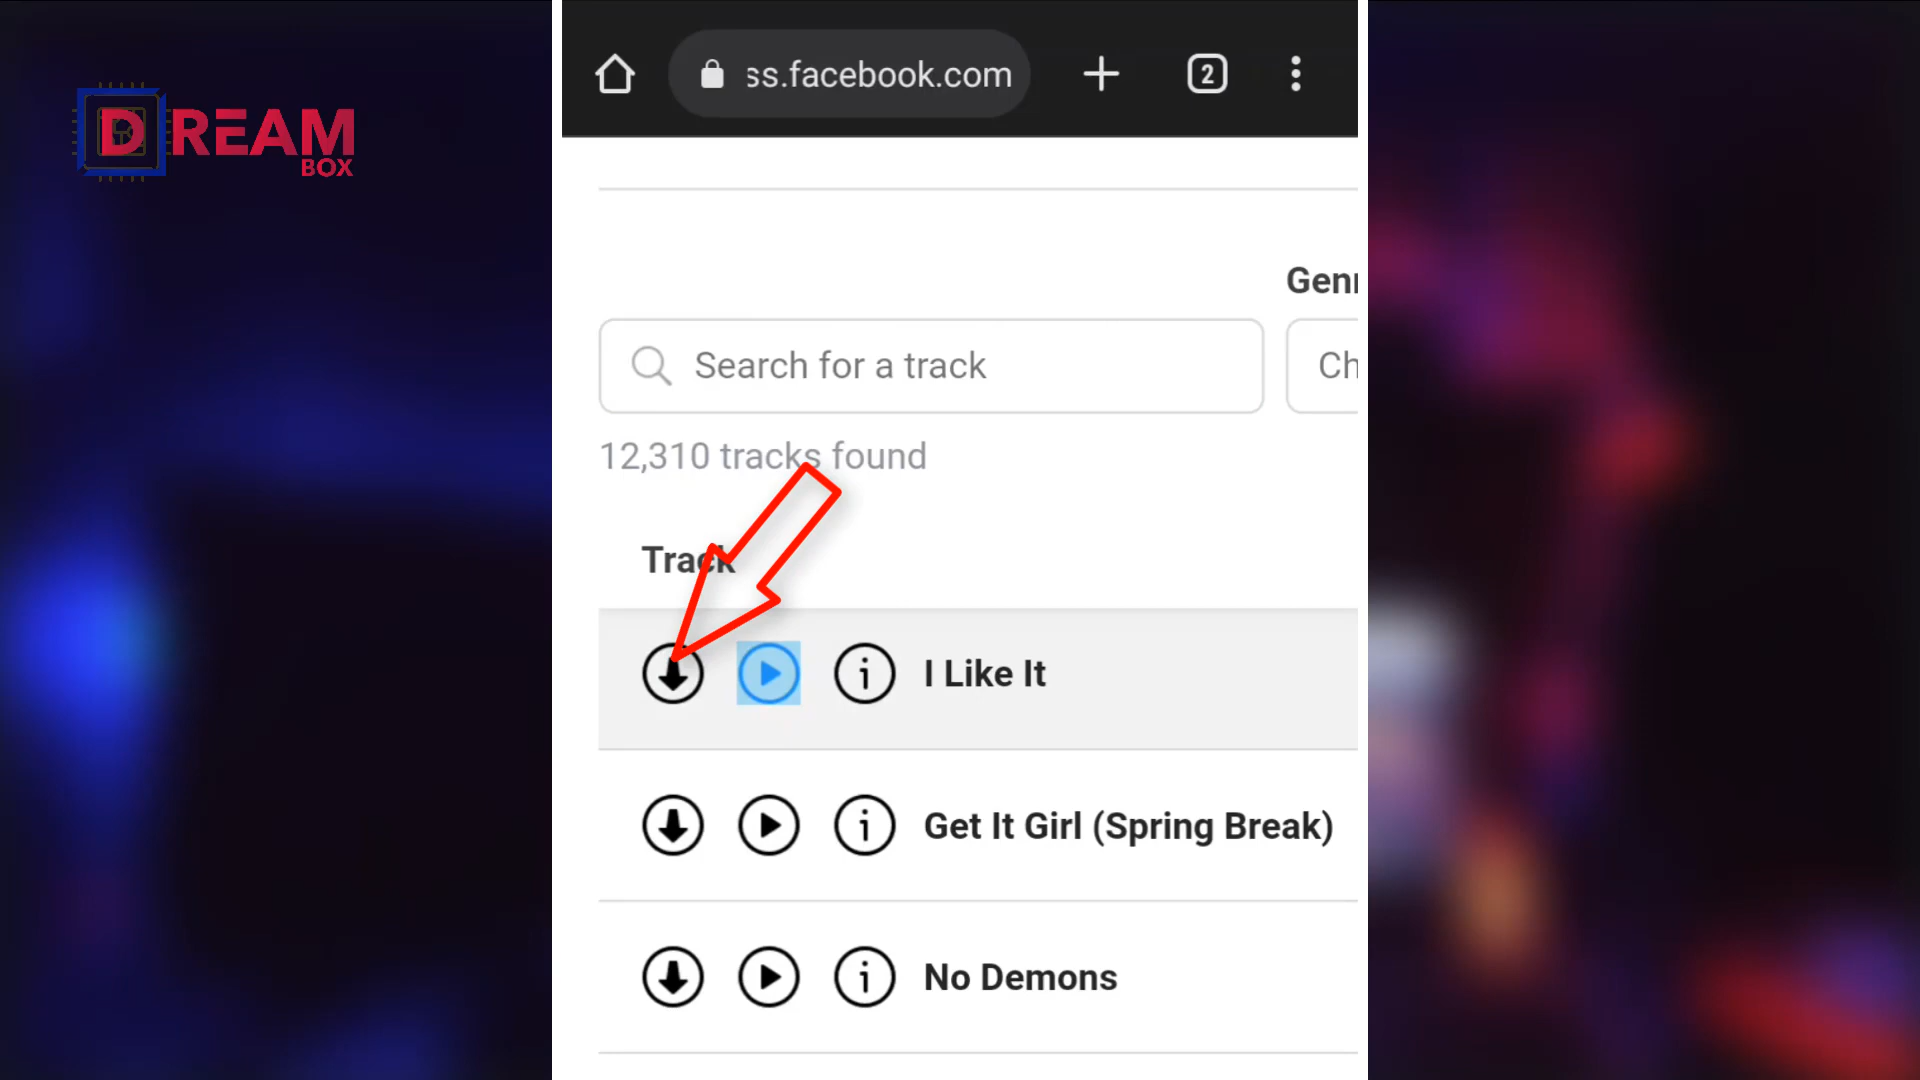 DREAM
BOX
ss.facebook.com
2
Genr
Search for a track
Ch
12,310 tracks found
Track
I Like It
Get It Girl (Spring Break)
No Demons